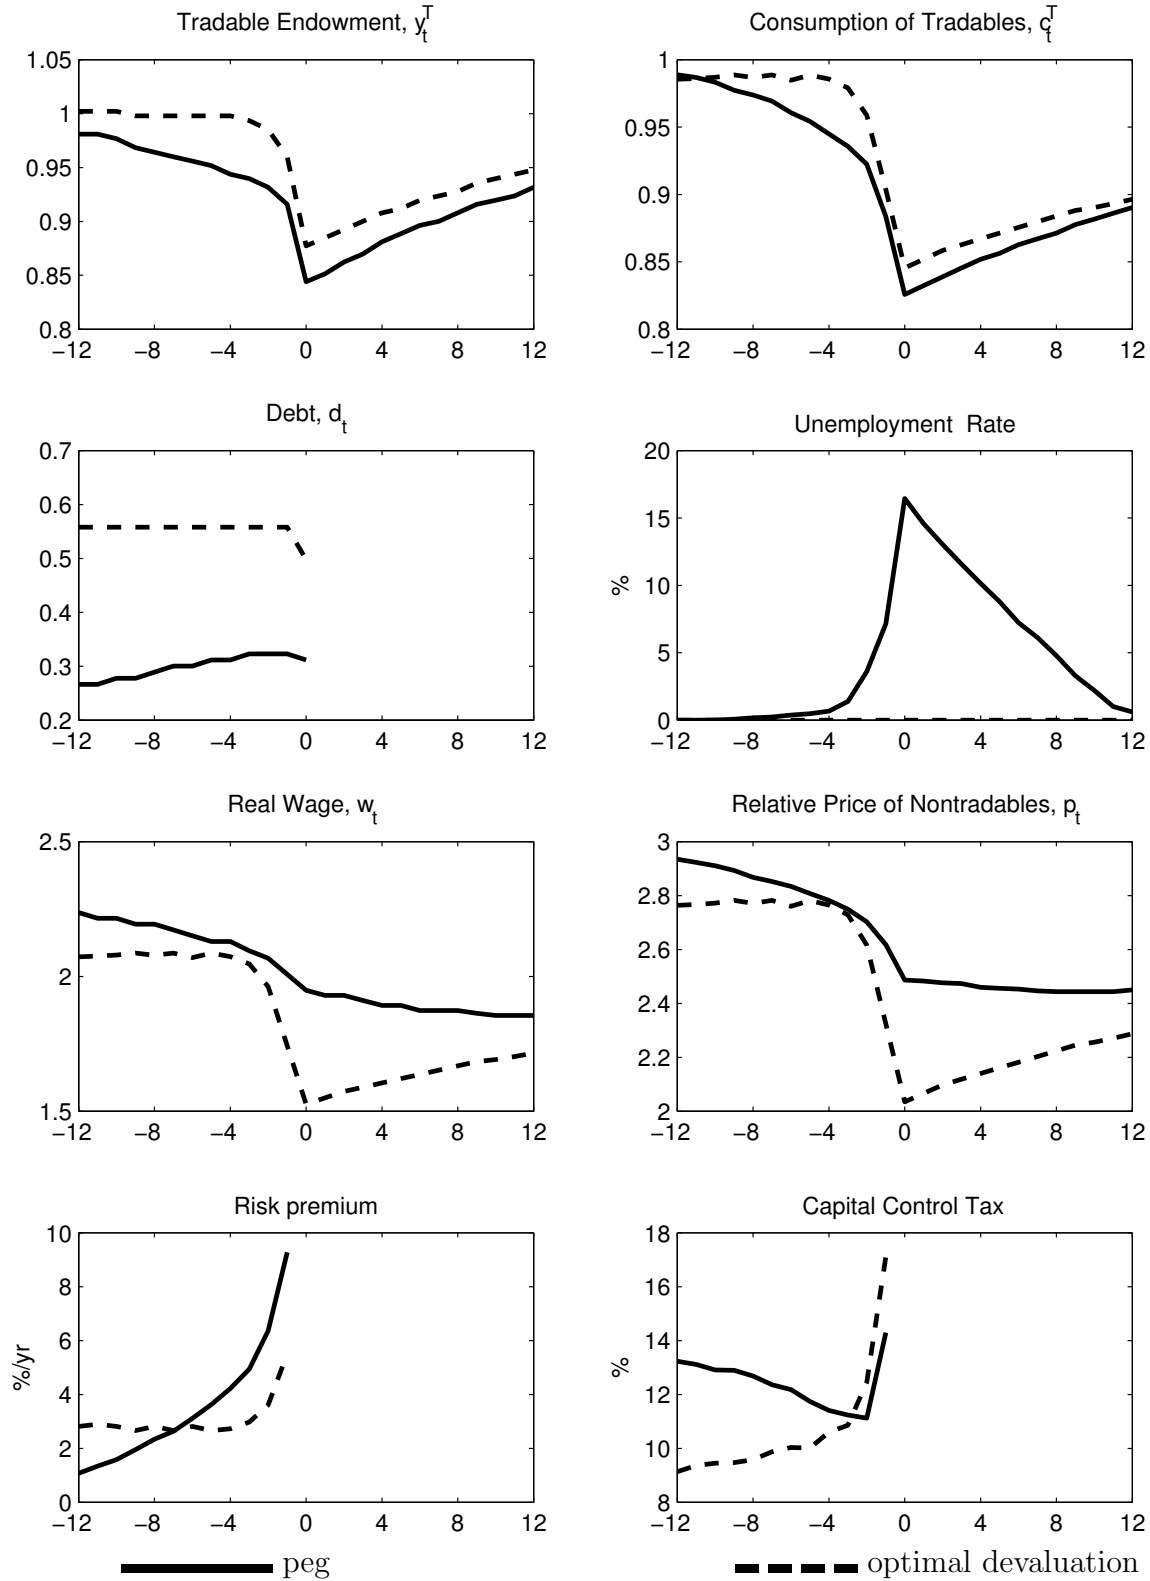 Tradable Endowment, y_t^T
1.05
1
0.95
0.9
0.85
0.8
−12 −8 −4 0 4 8 12
Consumption of Tradables, c_t^T
1
0.95
0.9
0.85
0.8
−12 −8 −4 0 4 8 12
Debt, d_t
0.7
0.6
0.5
0.4
0.3
0.2
−12 −8 −4 0 4 8 12
Unemployment Rate
20
15
10
5
0
%
−12 −8 −4 0 4 8 12
Real Wage, w_t
2.5
2
1.5
−12 −8 −4 0 4 8 12
Relative Price of Nontradables, p_t
3
2.8
2.6
2.4
2.2
2
−12 −8 −4 0 4 8 12
Risk premium
10
8
6
4
2
0
%/yr
−12 −8 −4 0 4 8 12
Capital Control Tax
18
16
14
12
10
8
%
−12 −8 −4 0 4 8 12
peg
optimal devaluation